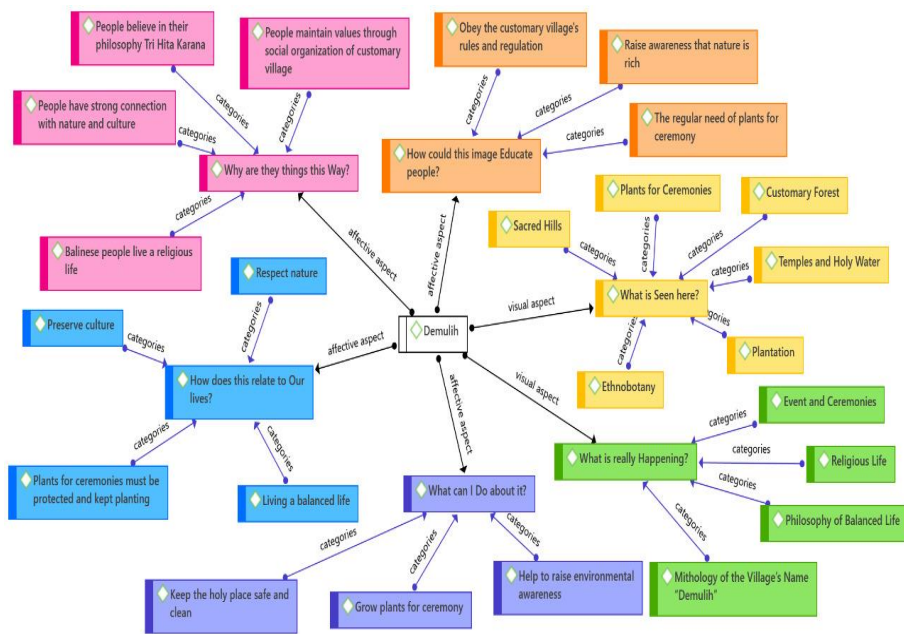 People believe in their
philosophy Tri Hita Karana
People maintain values through
social organization of customary
village
People have strong connection
with nature and culture
categories
categories
categories
Why are they things this Way?
categories
Balinese people live a religious
life
affective aspect
Obey the customary village's
rules and regulation
Raise awareness that nature is
rich
categories
categories
The regular need of plants for
ceremony
categories
How could this image Educate
people?
affective aspect
Plants for Ceremonies
Customary Forest
Sacred Hills
categories
categories
categories
Temples and Holy Water
categories
What is Seen here?
visual aspect
categories
Plantation
categories
Ethnobotany
Demulih
Respect nature
Preserve culture
categories
categories
affective aspect
How does this relate to Our
lives?
categories
categories
Plants for ceremonies must be
protected and kept planting
Living a balanced life
affective aspect
What can I Do about it?
categories
categories
categories
Keep the holy place safe and
clean
Grow plants for ceremony
Help to raise environmental
awareness
visual aspect
Event and Ceremonies
categories
What is really Happening?
categories
Religious Life
categories
Philosophy of Balanced Life
categories
Mithology of the Village's Name
"Demulih"